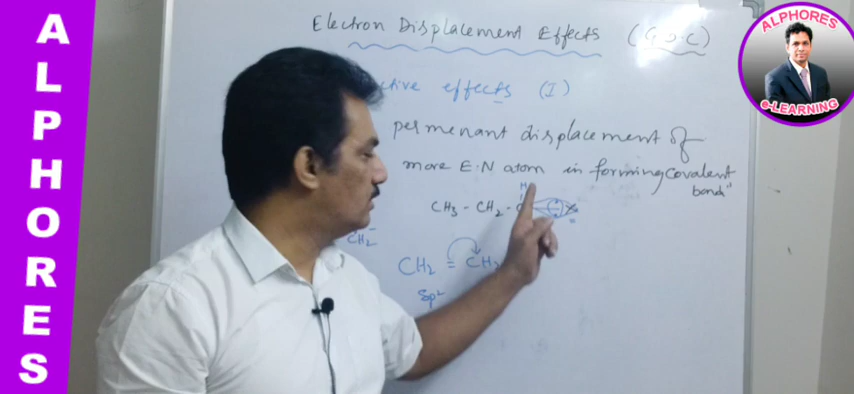 ALPHORES
Electron Displacement Effects (G.O.C)
ctive effects (I)
permenant displacement of
more E.N atom in forming covalent
bond"
CH3 - CH2 -
CH2
CH2 = CH2
Sp2
ALPHORES
e-LEARNING